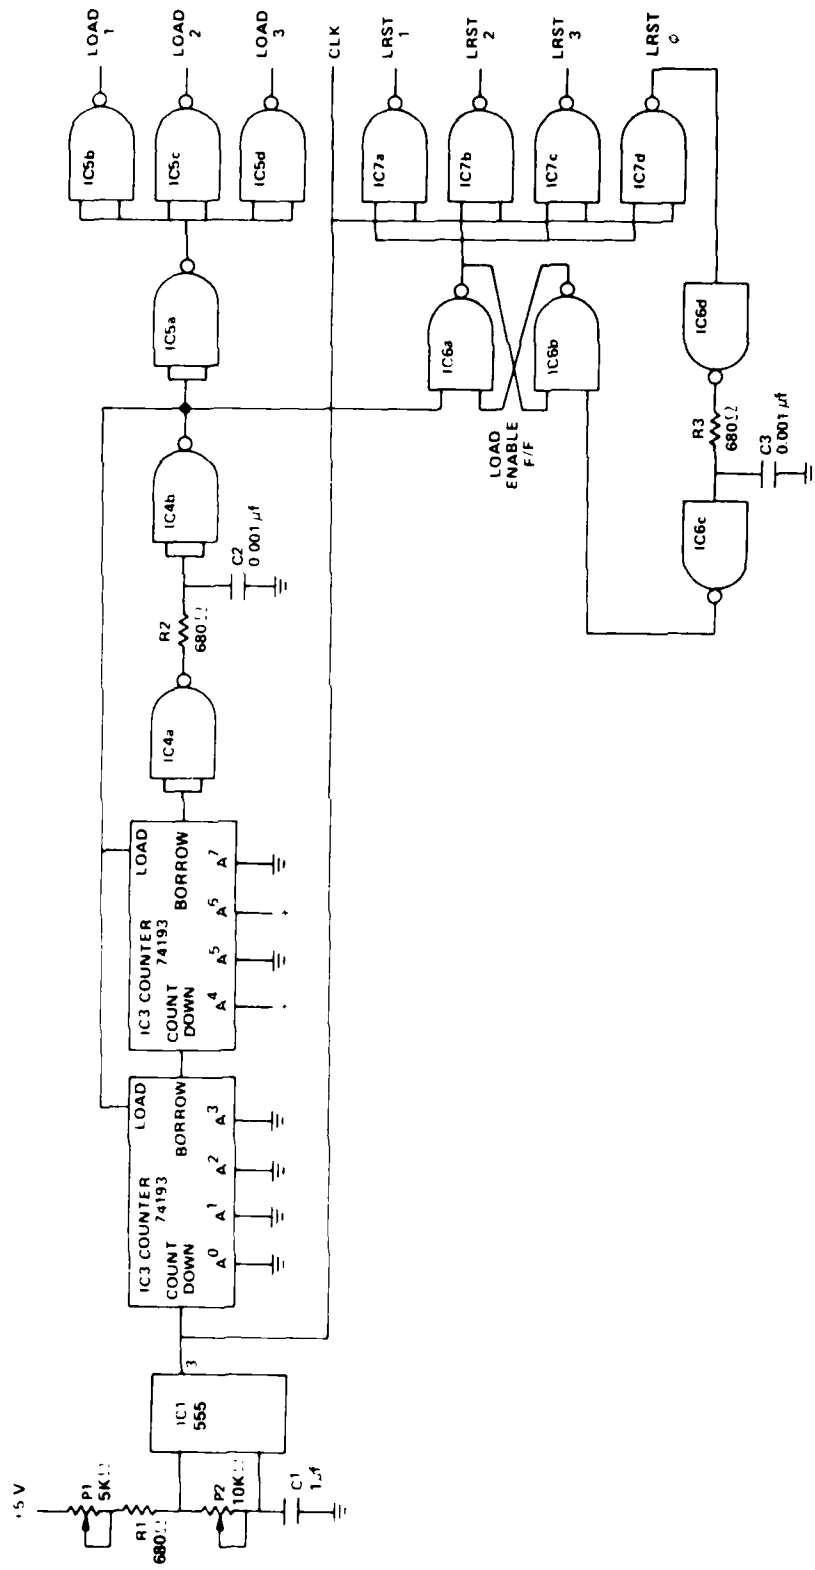 +5 V
P1
5KΩ
R1
680Ω
P2
10KΩ
C1
1μf
IC1
555
3
IC3 COUNTER
74193
LOAD
COUNT
DOWN
BORROW
A0 A1 A2 A3
IC3 COUNTER
74193
LOAD
COUNT
DOWN
BORROW
A4 A5 A6 A7
+
IC4a
R2
680Ω
C2
0 001 μf
IC4b
IC5a
IC5b
IC5c
IC5d
LOAD
1
LOAD
2
LOAD
3
CLK
LOAD
ENABLE
F/F
IC6a
IC6b
IC7a
IC7b
IC7c
IC7d
LRST
1
LRST
2
LRST
3
LRST
φ
IC6c
R3
680Ω
C3
0.001 μf
IC6d